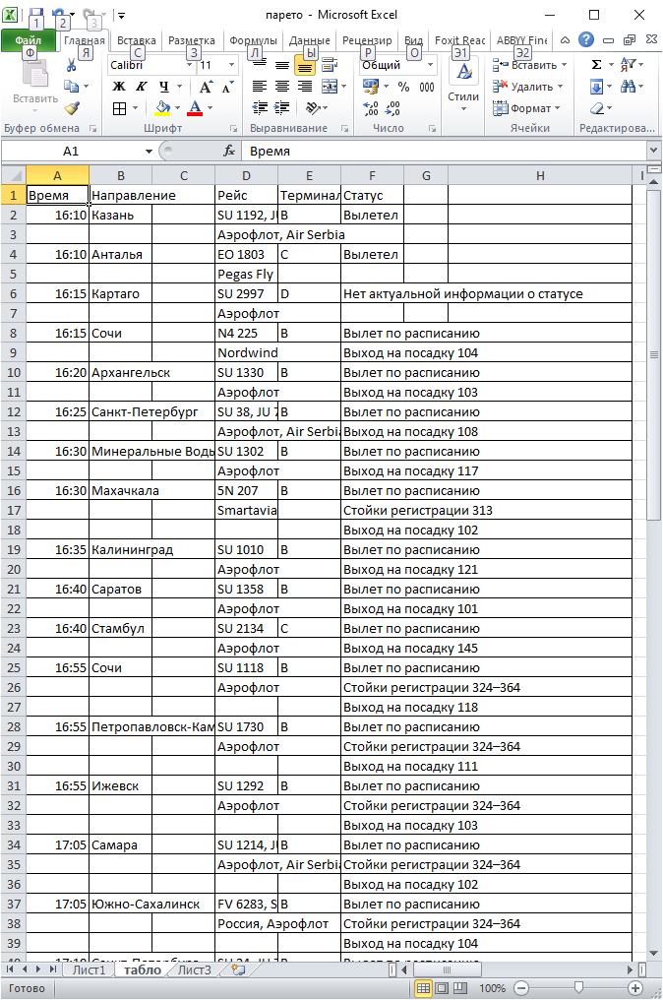 парето - Microsoft Excel
1 2 3
Файл Главная Вставка Разметка Формулы Данные Рецензир Вид Foxit Reac ABBYY Fine
Ф Я С З Л Ы Р О Э1 Э2
Вставить Calibri 11 Общий Стили Вставить Σ
Ж К Ч А А % 000 Удалить
А Формат
Буфер обмена Шрифт Выравнивание Число Ячейки Редактирова...
A1 fx Время
A B C D E F G H I
1 Время Направление Рейс Терминал Статус
2 16:10 Казань SU 1192, JU B Вылетел
3 Аэрофлот, Air Serbia
4 16:10 Анталья EO 1803 C Вылетел
5 Pegas Fly
6 16:15 Картаго SU 2997 D Нет актуальной информации о статусе
7 Аэрофлот
8 16:15 Сочи N4 225 B Вылет по расписанию
9 Nordwind Выход на посадку 104
10 16:20 Архангельск SU 1330 B Вылет по расписанию
11 Аэрофлот Выход на посадку 103
12 16:25 Санкт-Петербург SU 38, JU 7 B Вылет по расписанию
13 Аэрофлот, Air Serbia Выход на посадку 108
14 16:30 Минеральные Воды SU 1302 B Вылет по расписанию
15 Аэрофлот Выход на посадку 117
16 16:30 Махачкала 5N 207 B Вылет по расписанию
17 Smartavia Стойки регистрации 313
18 Выход на посадку 102
19 16:35 Калининград SU 1010 B Вылет по расписанию
20 Аэрофлот Выход на посадку 121
21 16:40 Саратов SU 1358 B Вылет по расписанию
22 Аэрофлот Выход на посадку 101
23 16:40 Стамбул SU 2134 C Вылет по расписанию
24 Аэрофлот Выход на посадку 145
25 16:55 Сочи SU 1118 B Вылет по расписанию
26 Аэрофлот Стойки регистрации 324–364
27 Выход на посадку 118
28 16:55 Петропавловск-Кам SU 1730 B Вылет по расписанию
29 Аэрофлот Стойки регистрации 324–364
30 Выход на посадку 111
31 16:55 Ижевск SU 1292 B Вылет по расписанию
32 Аэрофлот Стойки регистрации 324–364
33 Выход на посадку 103
34 17:05 Самара SU 1214, JU B Вылет по расписанию
35 Аэрофлот, Air Serbia Стойки регистрации 324–364
36 Выход на посадку 102
37 17:05 Южно-Сахалинск FV 6283, S B Вылет по расписанию
38 Россия, Аэрофлот Стойки регистрации 324–364
39 Выход на посадку 104
Лист1 табло Лист3
Готово 100%